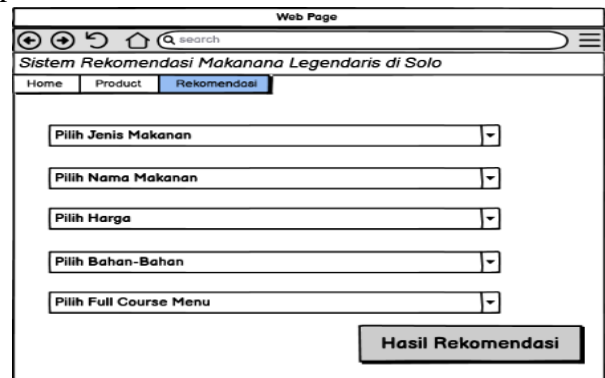 Web Page
search
Sistem Rekomendasi Makanana Legendaris di Solo
Home Product Rekomendasi
Pilih Jenis Makanan
Pilih Nama Makanan
Pilih Harga
Pilih Bahan-Bahan
Pilih Full Course Menu
Hasil Rekomendasi